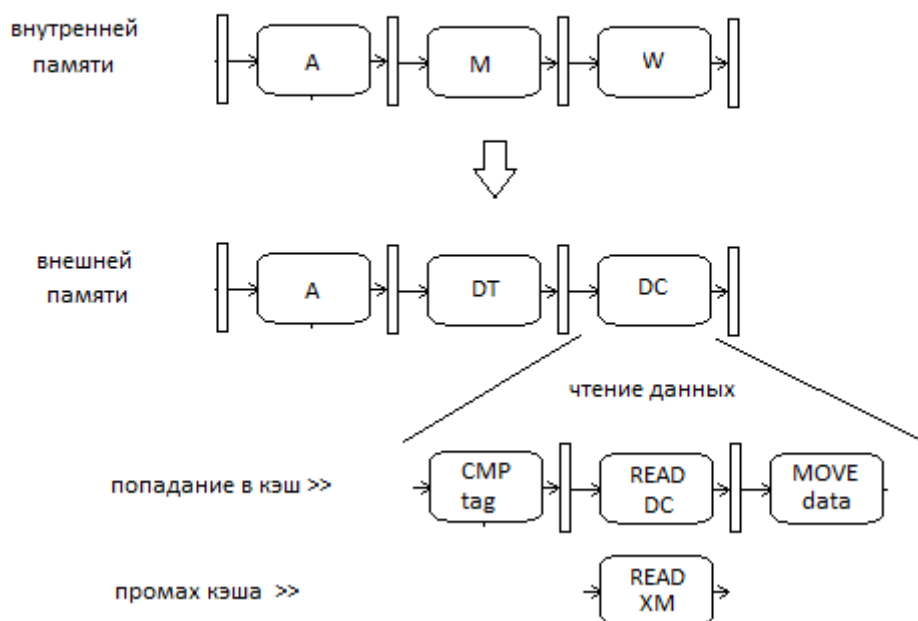 внутренней
памяти
A
M
W
внешней
памяти
A
DT
DC
чтение данных
попадание в кэш >>
CMP
tag
READ
DC
MOVE
data
промах кэша >>
READ
XM